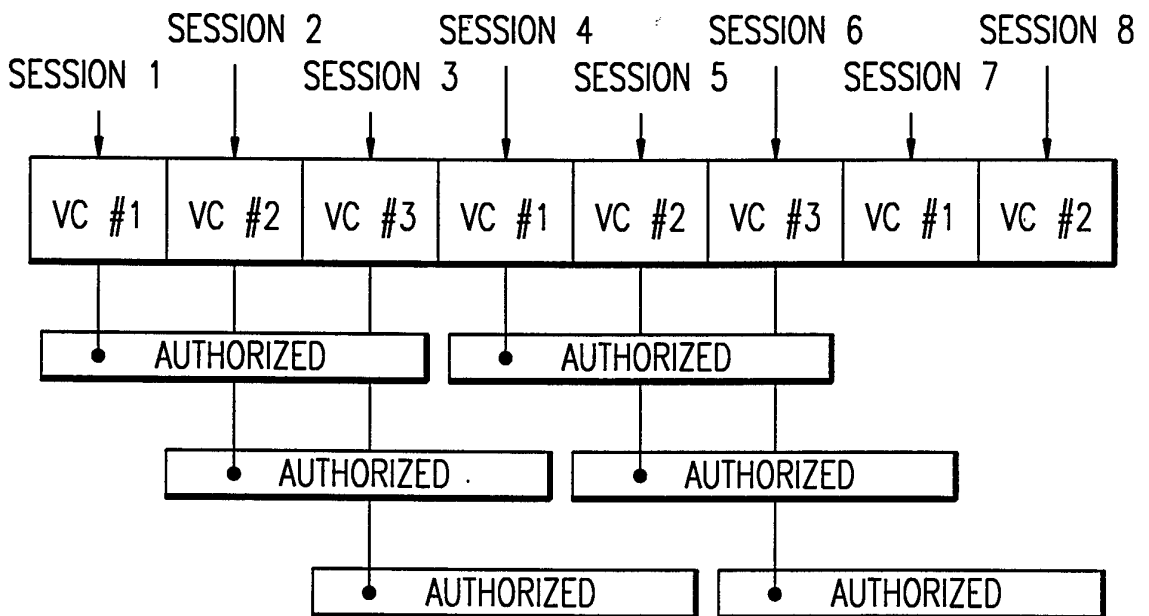 SESSION 2 SESSION 4 SESSION 6 SESSION 8
SESSION 1 SESSION 3 SESSION 5 SESSION 7
VC #1 VC #2 VC #3 VC #1 VC #2 VC #3 VC #1 VC #2
AUTHORIZED AUTHORIZED
AUTHORIZED AUTHORIZED
AUTHORIZED AUTHORIZED